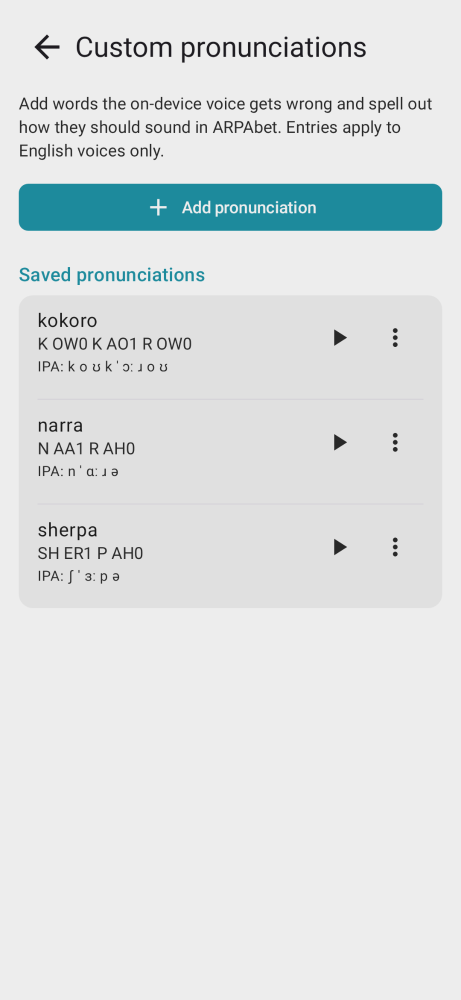 Custom pronunciations
Add words the on-device voice gets wrong and spell out
how they should sound in ARPAbet. Entries apply to
English voices only.
Add pronunciation
Saved pronunciations
kokoro
K OW0 K AO1 R OW0
IPA: k o ʊ k ˈ ɔː ɹ o ʊ
narra
N AA1 R AH0
IPA: n ˈ ɑː ɹ ə
sherpa
SH ER1 P AH0
IPA: ʃ ˈ ɜː p ə